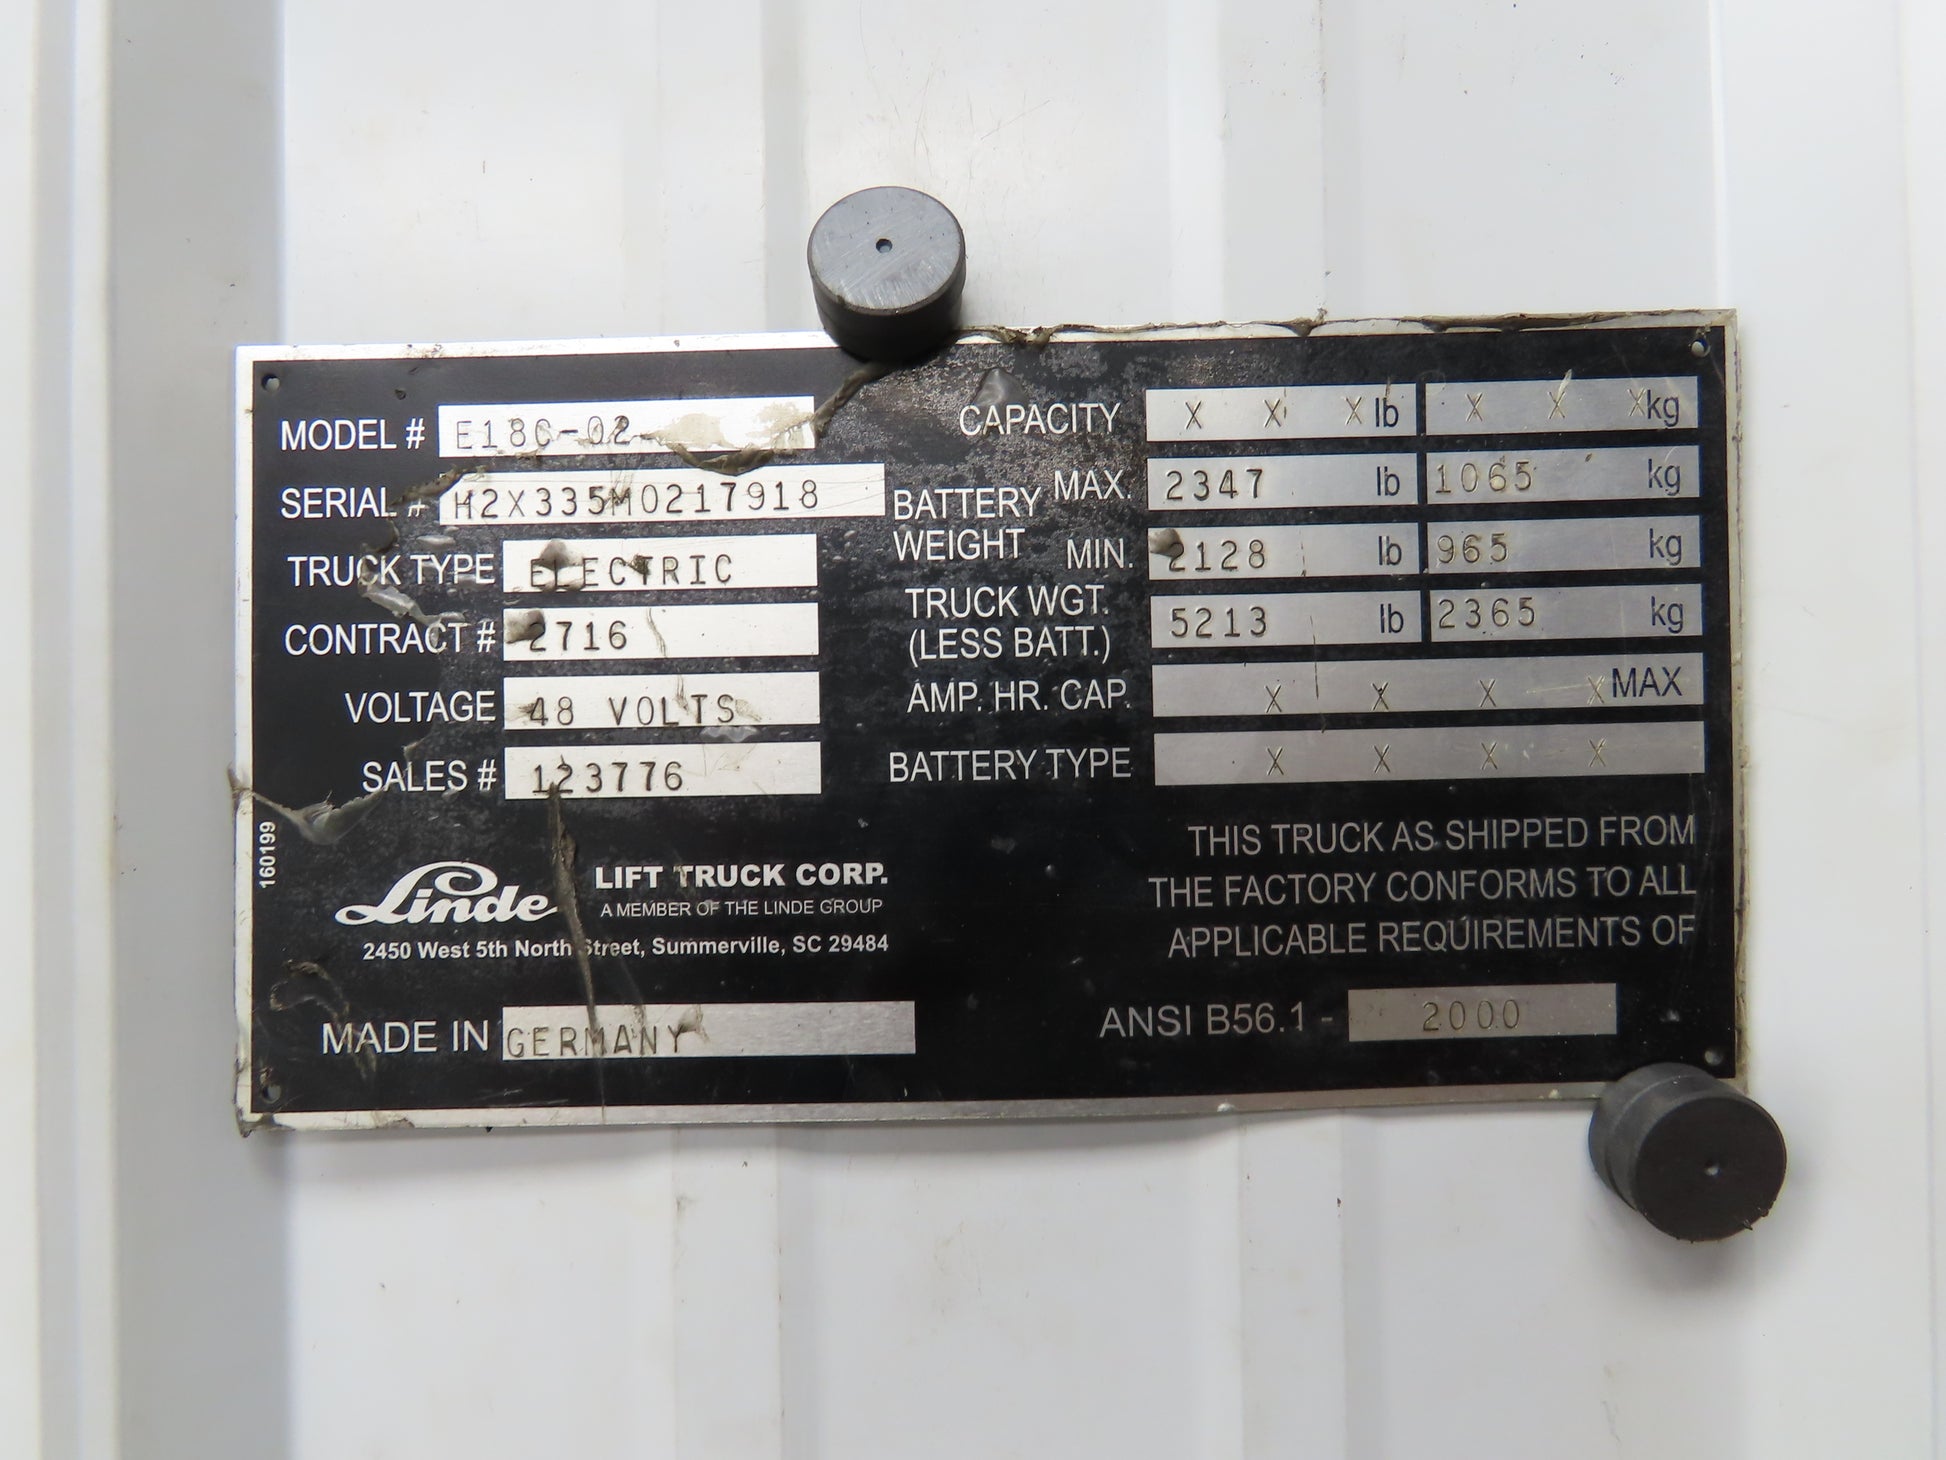 MODEL # E18C-02
SERIAL # H2X335M0217918
TRUCK TYPE ELECTRIC
CONTRACT # 2716
VOLTAGE 48 VOLTS
SALES # 123776
160199
Linde LIFT TRUCK CORP.
A MEMBER OF THE LINDE GROUP
2450 West 5th North Street, Summerville, SC 29484
MADE IN GERMANY
CAPACITY X X X lb X X X kg
BATTERY WEIGHT MAX. 2347 lb 1065 kg
MIN. 2128 lb 965 kg
TRUCK WGT. (LESS BATT.) 5213 lb 2365 kg
AMP. HR. CAP. X X X X MAX
BATTERY TYPE X X X X
THIS TRUCK AS SHIPPED FROM
THE FACTORY CONFORMS TO ALL
APPLICABLE REQUIREMENTS OF
ANSI B56.1 - 2000